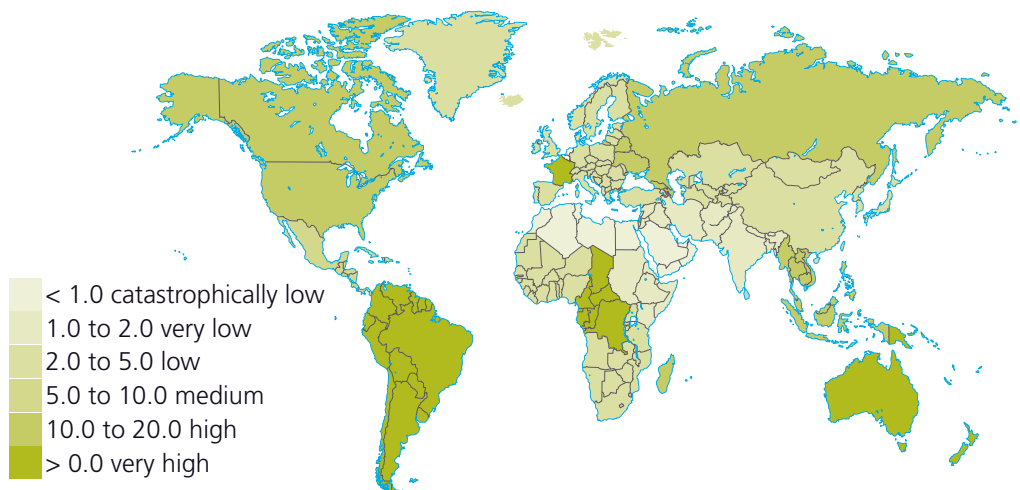 < 1.0 catastrophically low
1.0 to 2.0 very low
2.0 to 5.0 low
5.0 to 10.0 medium
10.0 to 20.0 high
> 0.0 very high